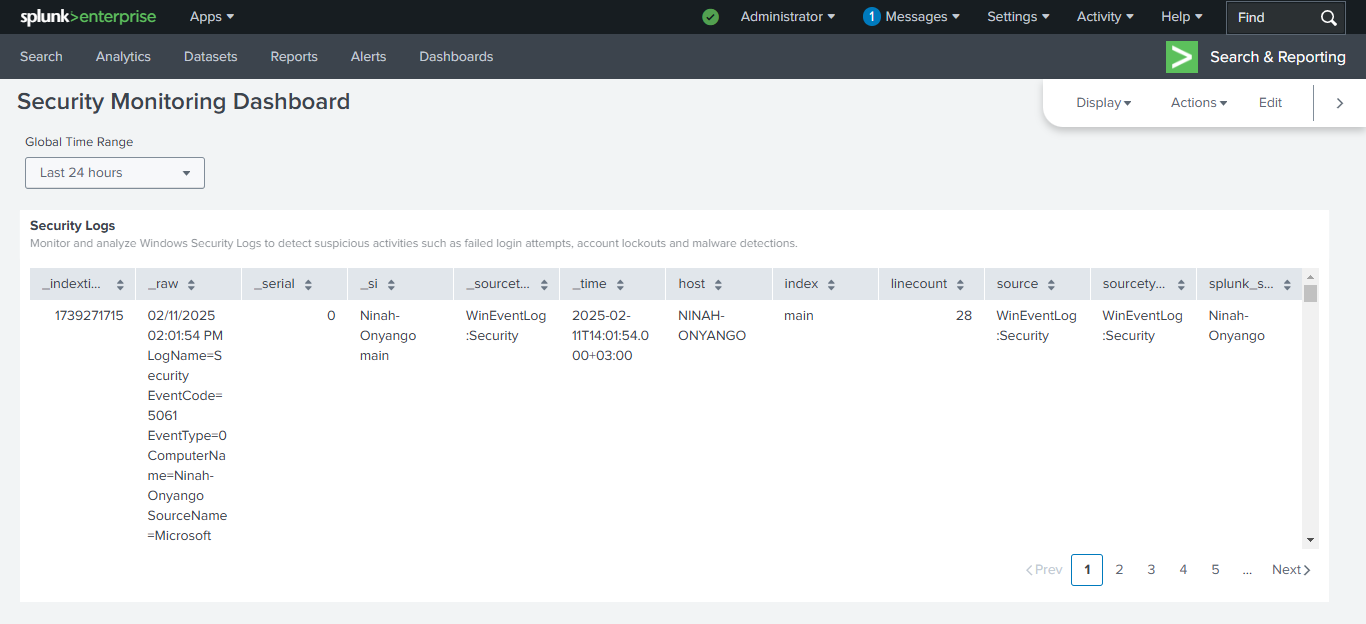 splunk>enterprise Apps Administrator 1 Messages Settings Activity Help Find
Search Analytics Datasets Reports Alerts Dashboards Search & Reporting
Security Monitoring Dashboard
Display Actions Edit
Global Time Range
Last 24 hours
Security Logs
Monitor and analyze Windows Security Logs to detect suspicious activities such as failed login attempts, account lockouts and malware detections.
_indexti... _raw _serial _si _sourcet... _time host index linecount source sourcety... splunk_s...
1739271715 02/11/2025 0 Ninah- WinEventLog 2025-02- NINAH- main 28 WinEventLog WinEventLog Ninah-
02:01:54 PM Onyango :Security 11T14:01:54.0 ONYANGO :Security :Security Onyango
LogName=S main 00+03:00
ecurity
EventCode=
5061
EventType=0
ComputerNa
me=Ninah-
Onyango
SourceName
=Microsoft
Prev 1 2 3 4 5 ... Next